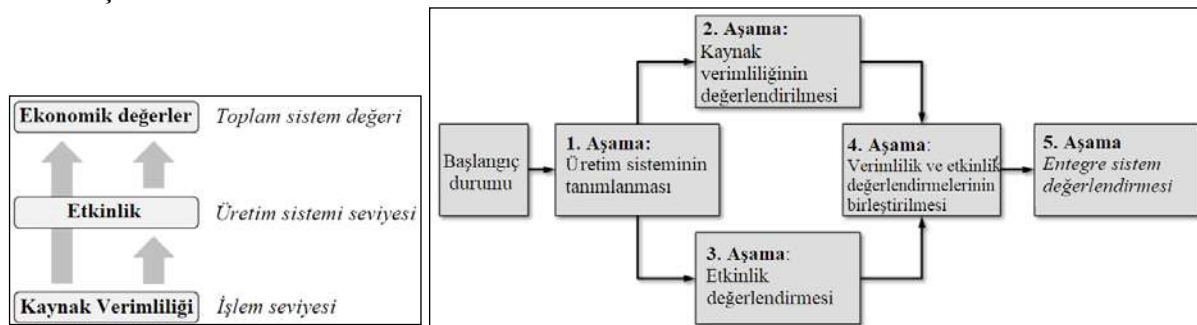 Ekonomik değerler
Toplam sistem değeri
Etkinlik
Üretim sistemi seviyesi
Kaynak Verimliliği
İşlem seviyesi
Başlangıç
durumu
1. Aşama:
Üretim sisteminin
tanımlanması
2. Aşama:
Kaynak
verimliliğinin
değerlendirilmesi
3. Aşama:
Etkinlik
değerlendirmesi
4. Aşama:
Verimlilik ve etkinlik
değerlendirmelerinin
birleştirilmesi
5. Aşama
Entegre sistem
değerlendirmesi